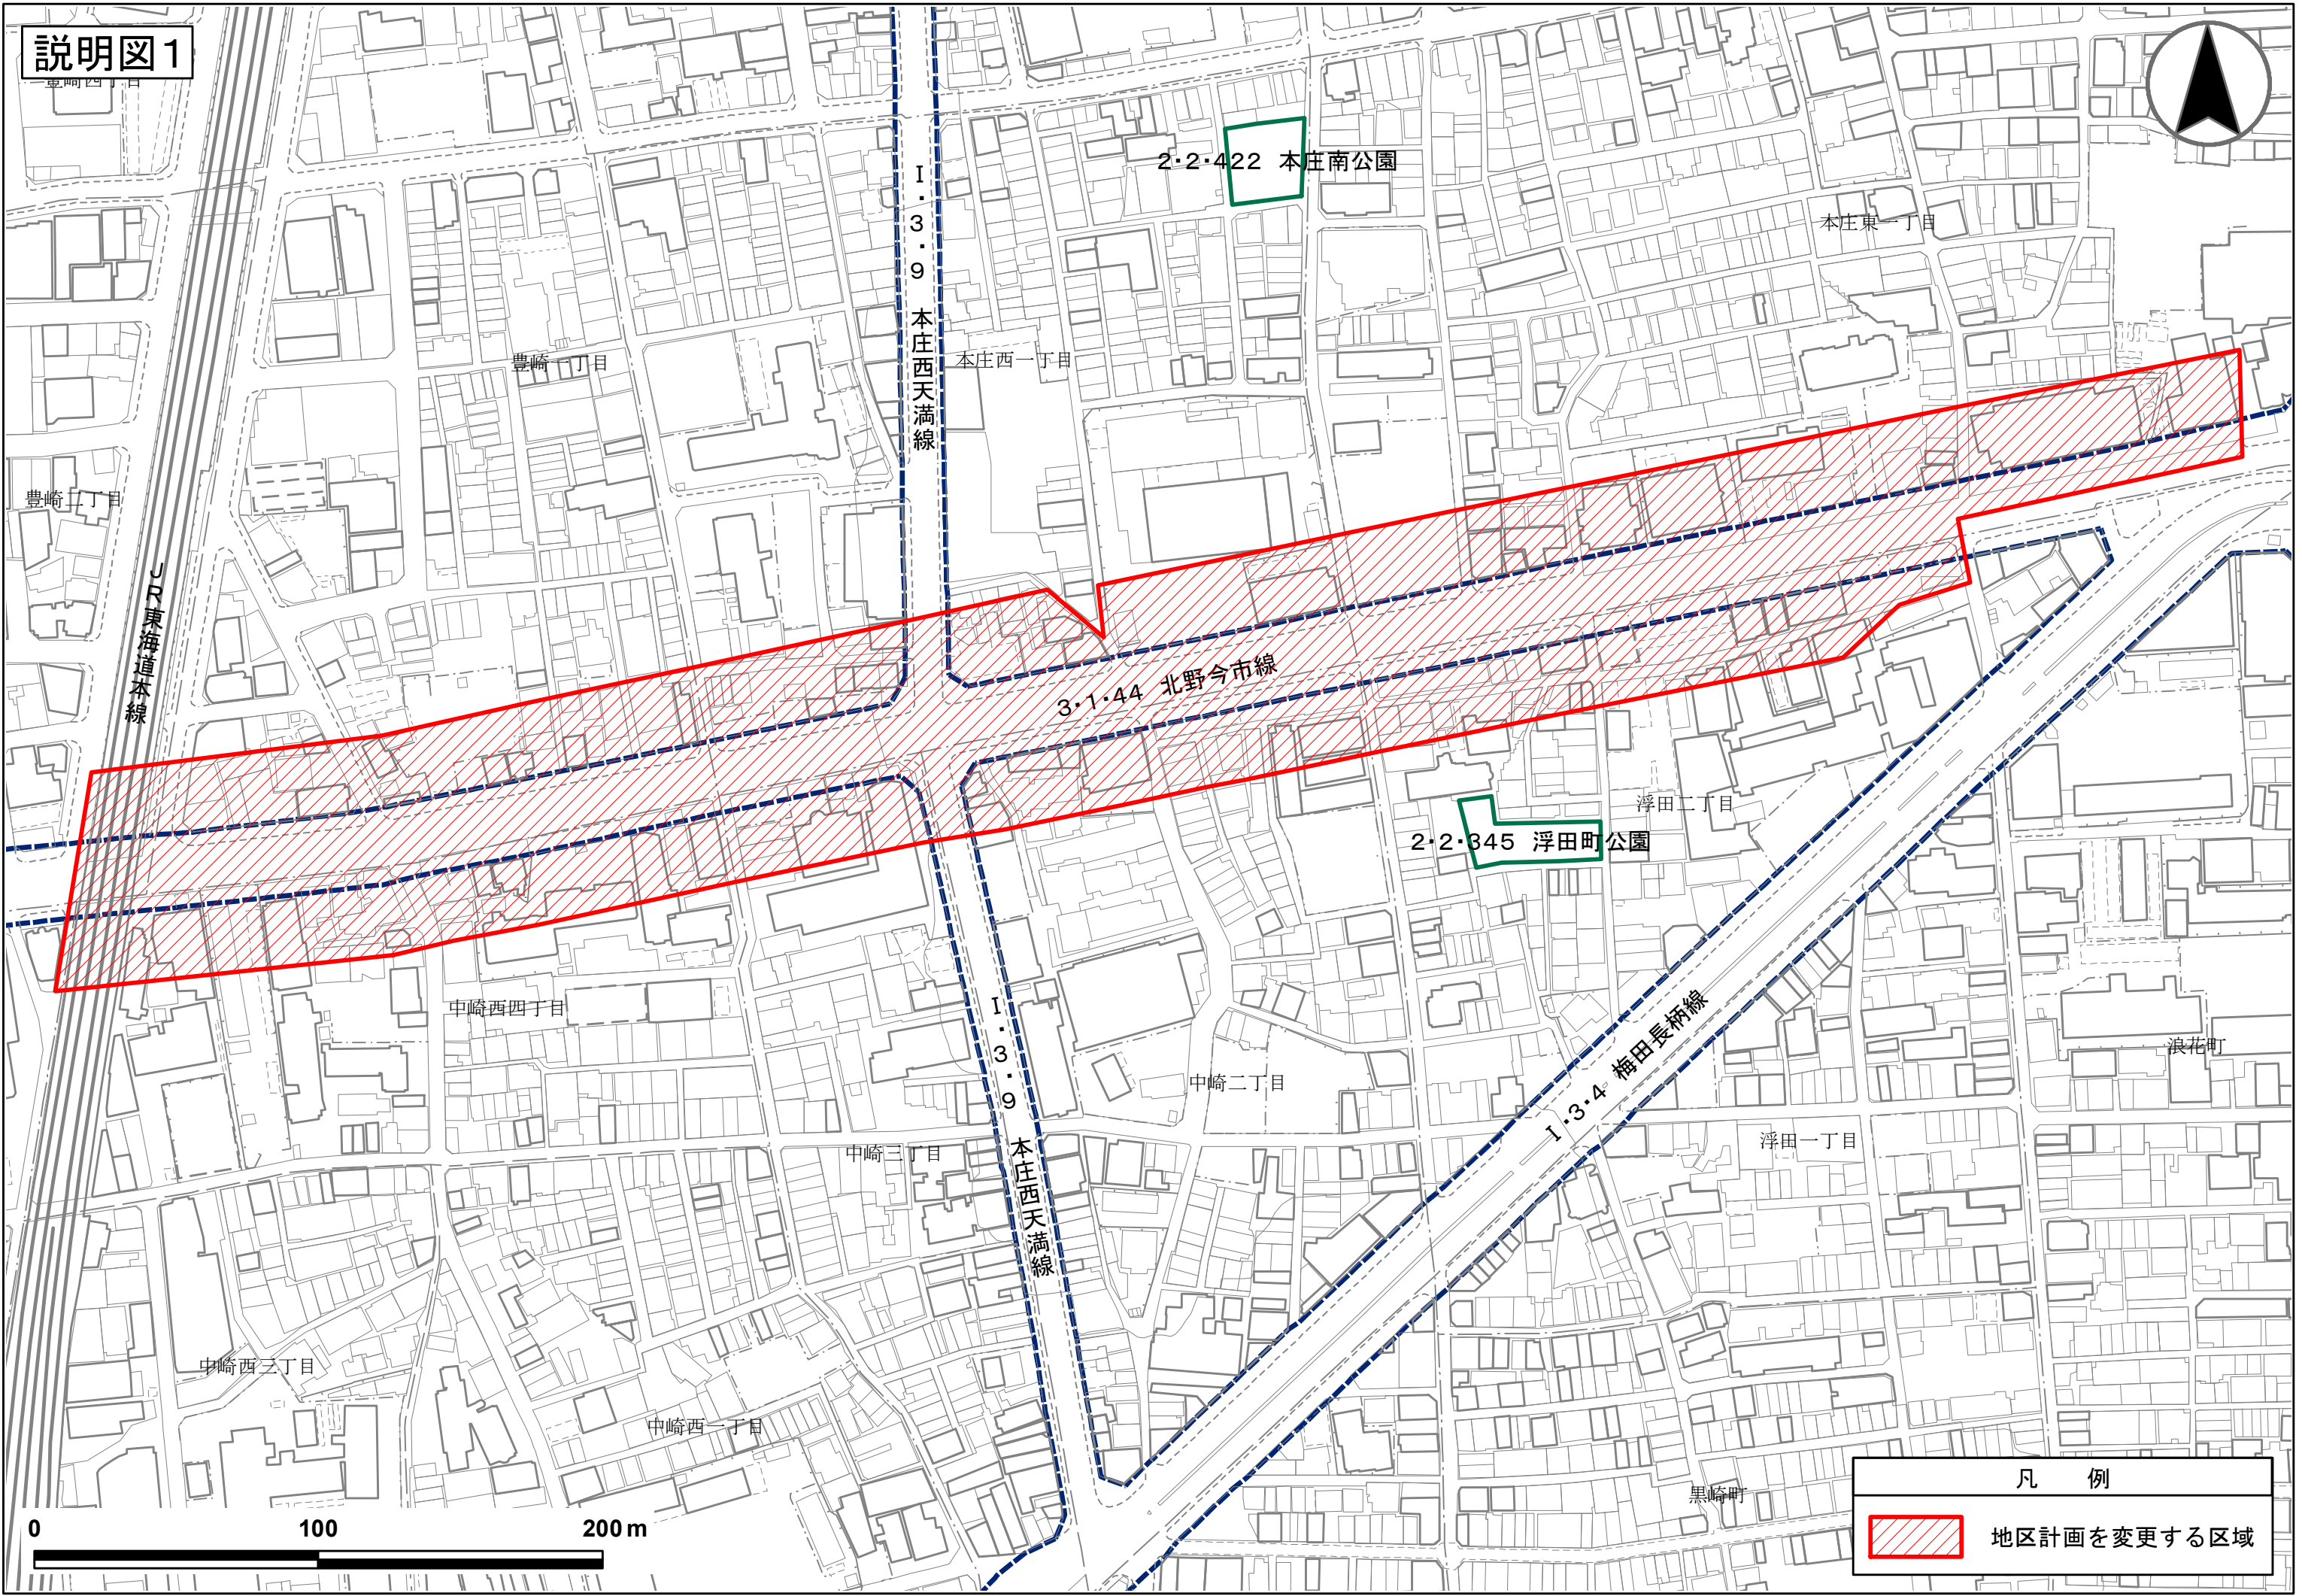 説明図1
豊崎四丁目
2・2・422 本庄南公園
本庄東一丁目
Ⅰ・3・9 本庄西天満線
豊崎一丁目
本庄西一丁目
豊崎二丁目
JR東海道本線
3・1・44 北野今市線
浮田二丁目
2・2・345 浮田町公園
中崎西四丁目
Ⅰ・3・9 本庄西天満線
Ⅰ・3・4 梅田長柄線
浪花町
中崎二丁目
中崎三丁目
浮田一丁目
中崎西三丁目
中崎西一丁目
黒崎町
0 100 200m
凡 例
地区計画を変更する区域